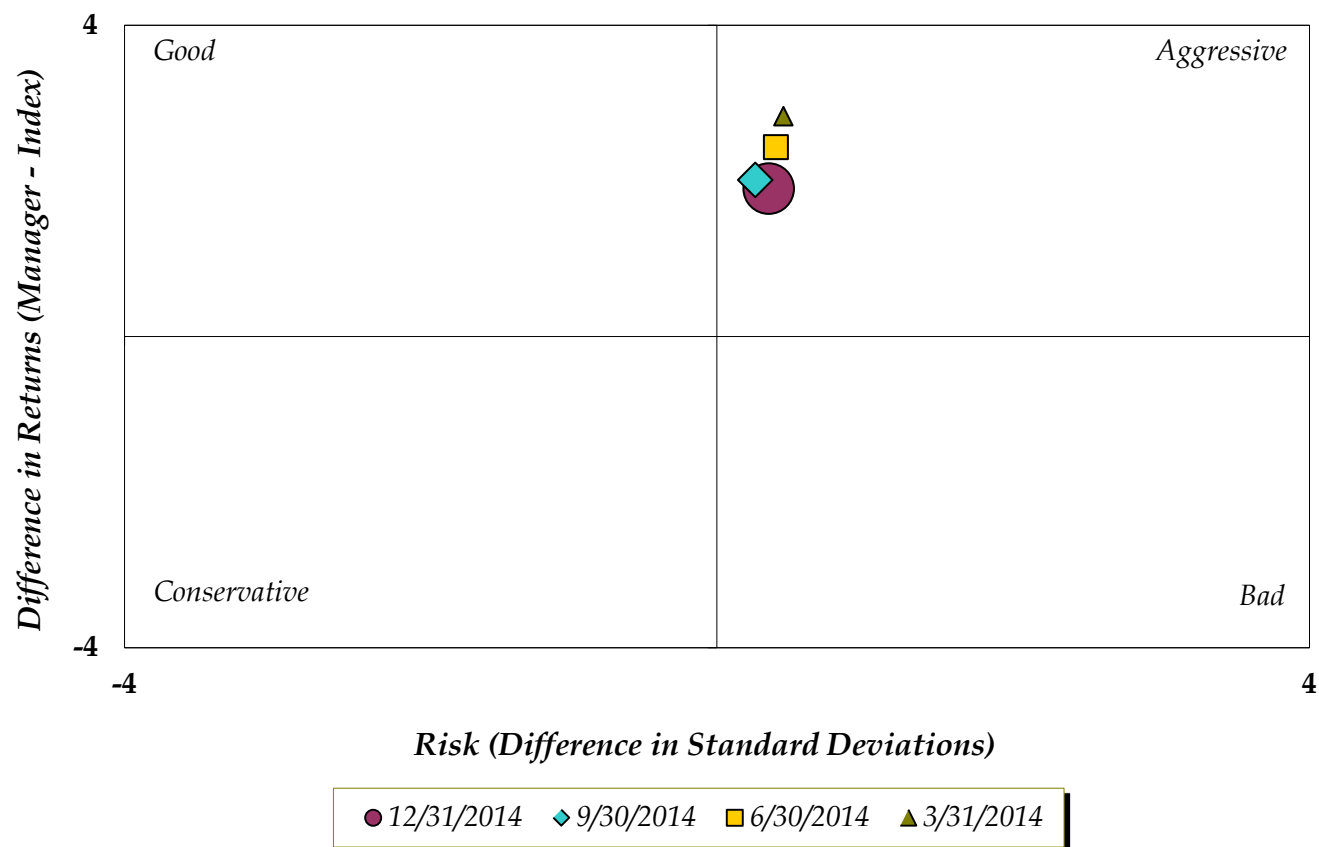 4
Good
Aggressive
Difference in Returns (Manager - Index)
Conservative
Bad
-4
-4
4
Risk (Difference in Standard Deviations)
12/31/2014 9/30/2014 6/30/2014 3/31/2014